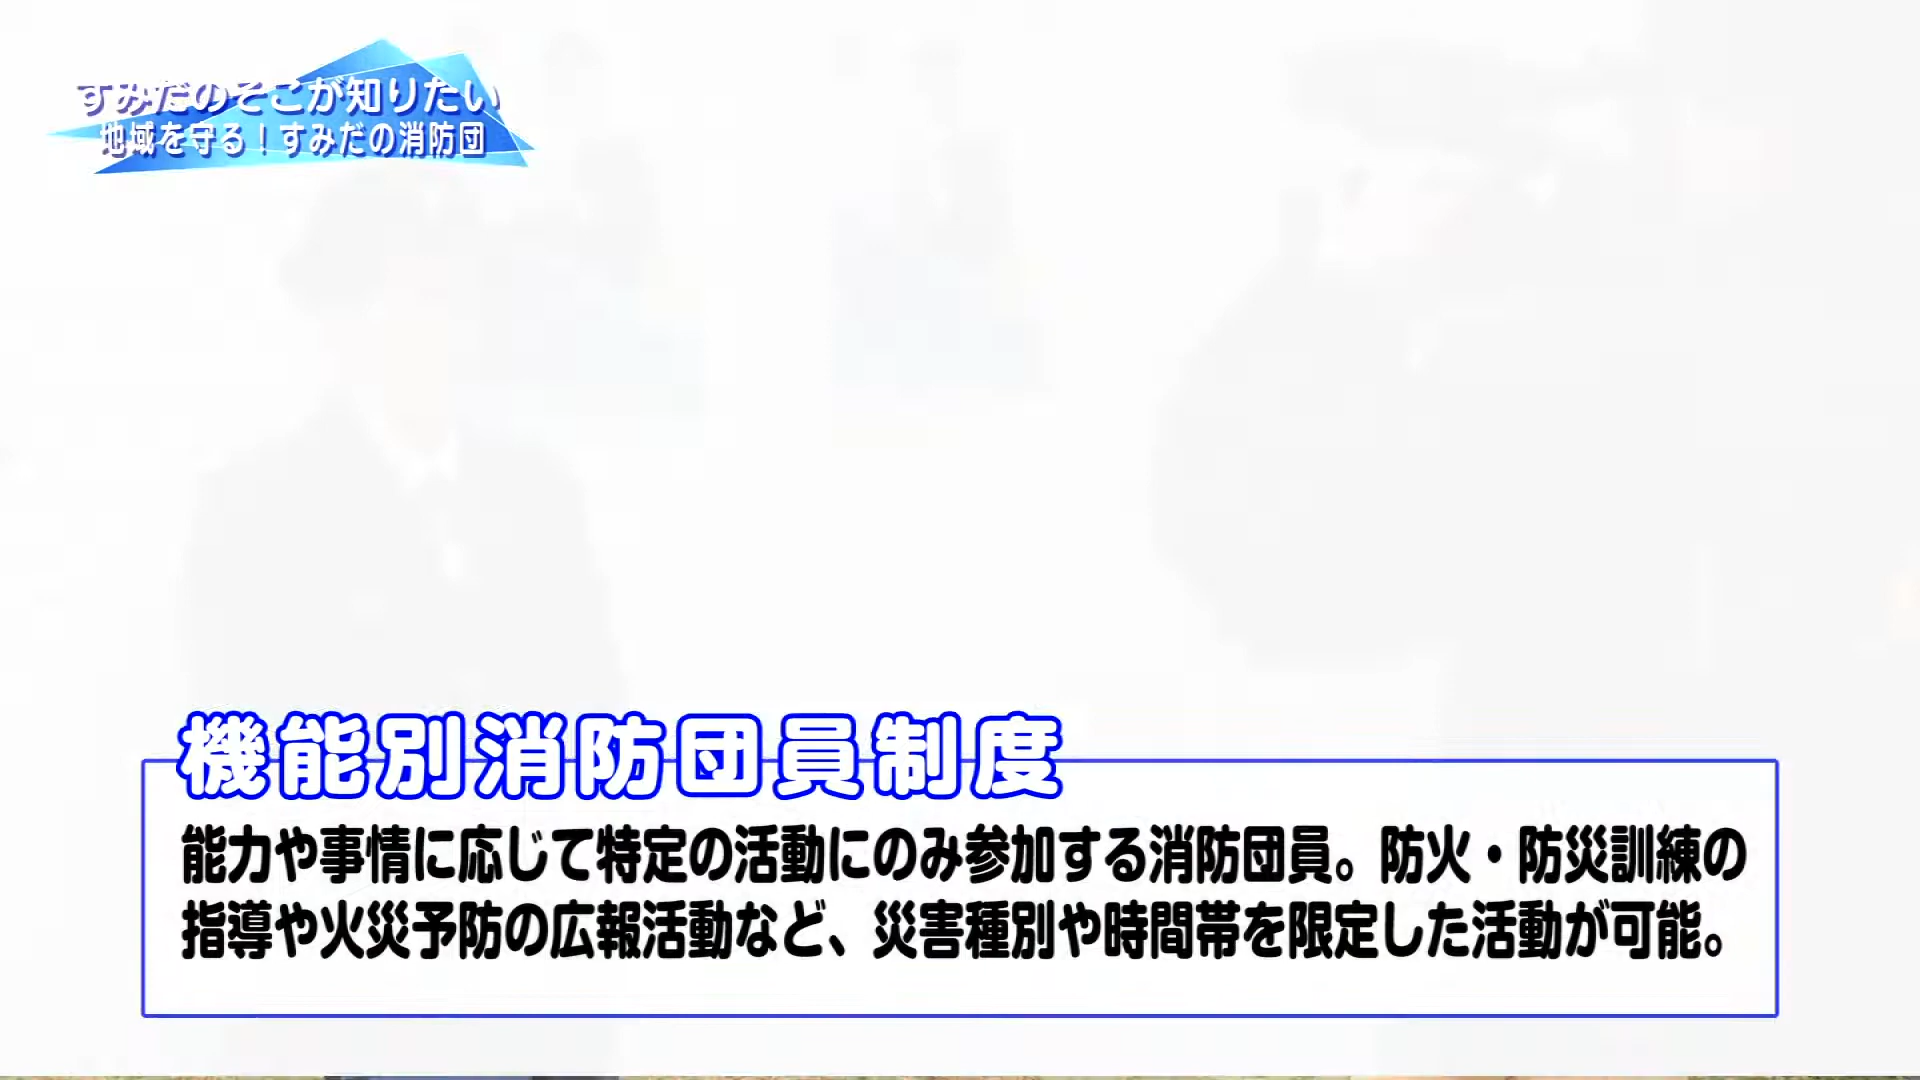 すみだのそこが知りたい
地域を守る！すみだの消防団
機能別消防団員制度
能力や事情に応じて特定の活動にのみ参加する消防団員。防火・防災訓練の
指導や火災予防の広報活動など、災害種別や時間帯を限定した活動が可能。